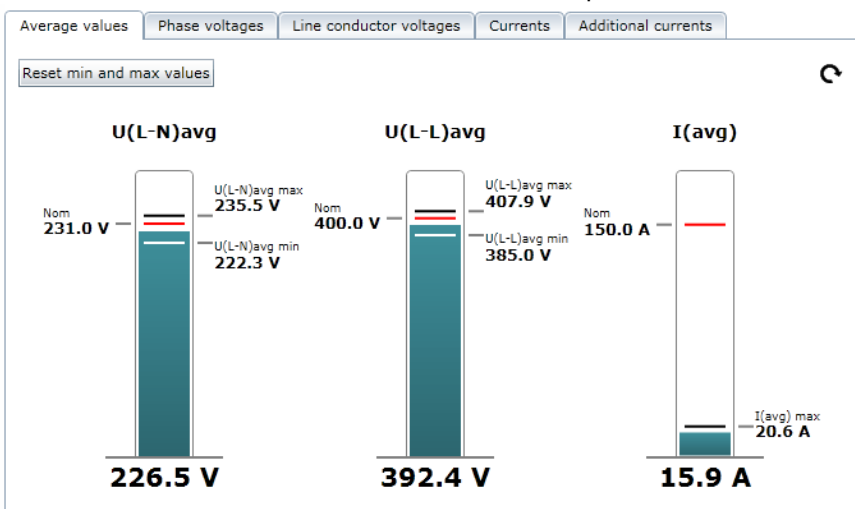 Average values
Phase voltages
Line conductor voltages
Currents
Additional currents
Reset min and max values
U(L-N)avg
U(L-L)avg
I(avg)
Nom
231.0 V
U(L-N)avg max
235.5 V
U(L-N)avg min
222.3 V
Nom
400.0 V
U(L-L)avg max
407.9 V
U(L-L)avg min
385.0 V
Nom
150.0 A
I(avg) max
20.6 A
226.5 V
392.4 V
15.9 A